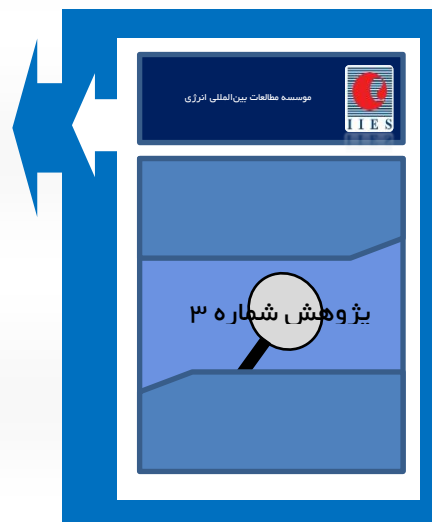 موسسه مطالعات بین‌المللی انرژی
IIES
پژوهش شماره ۳